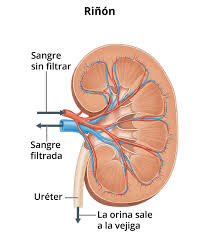 Riñón
Sangre
sin filtrar
Sangre
filtrada
Uréter
La orina sale
a la vejiga